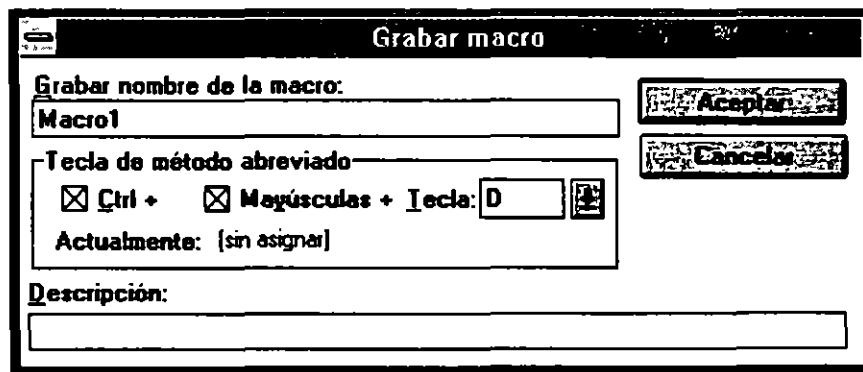 Grabar macro
Grabar nombre de la macro:
Macro1
Aceptar
Cancelar
Tecla de método abreviado
Ctrl + Mayúsculas + Tecla: D
Actualmente: [sin asignar]
Descripción: